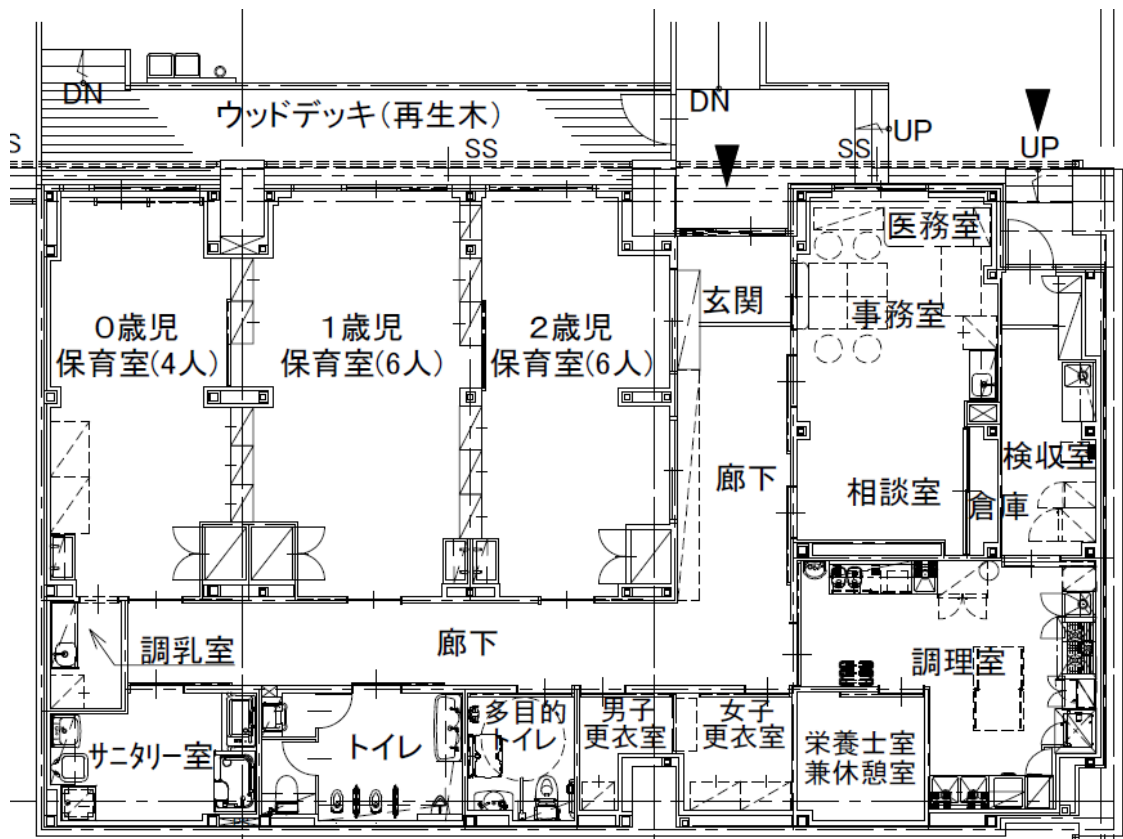 DN
ウッドデッキ（再生木）
DN
UP
S
SS
SS
UP
医務室
玄関
事務室
０歳児
保育室(4人)
１歳児
保育室(6人)
２歳児
保育室(6人)
廊下
相談室
検収室
倉庫
調乳室
廊下
調理室
サニタリー室
トイレ
多目的
トイレ
男子
更衣室
女子
更衣室
栄養士室
兼休憩室